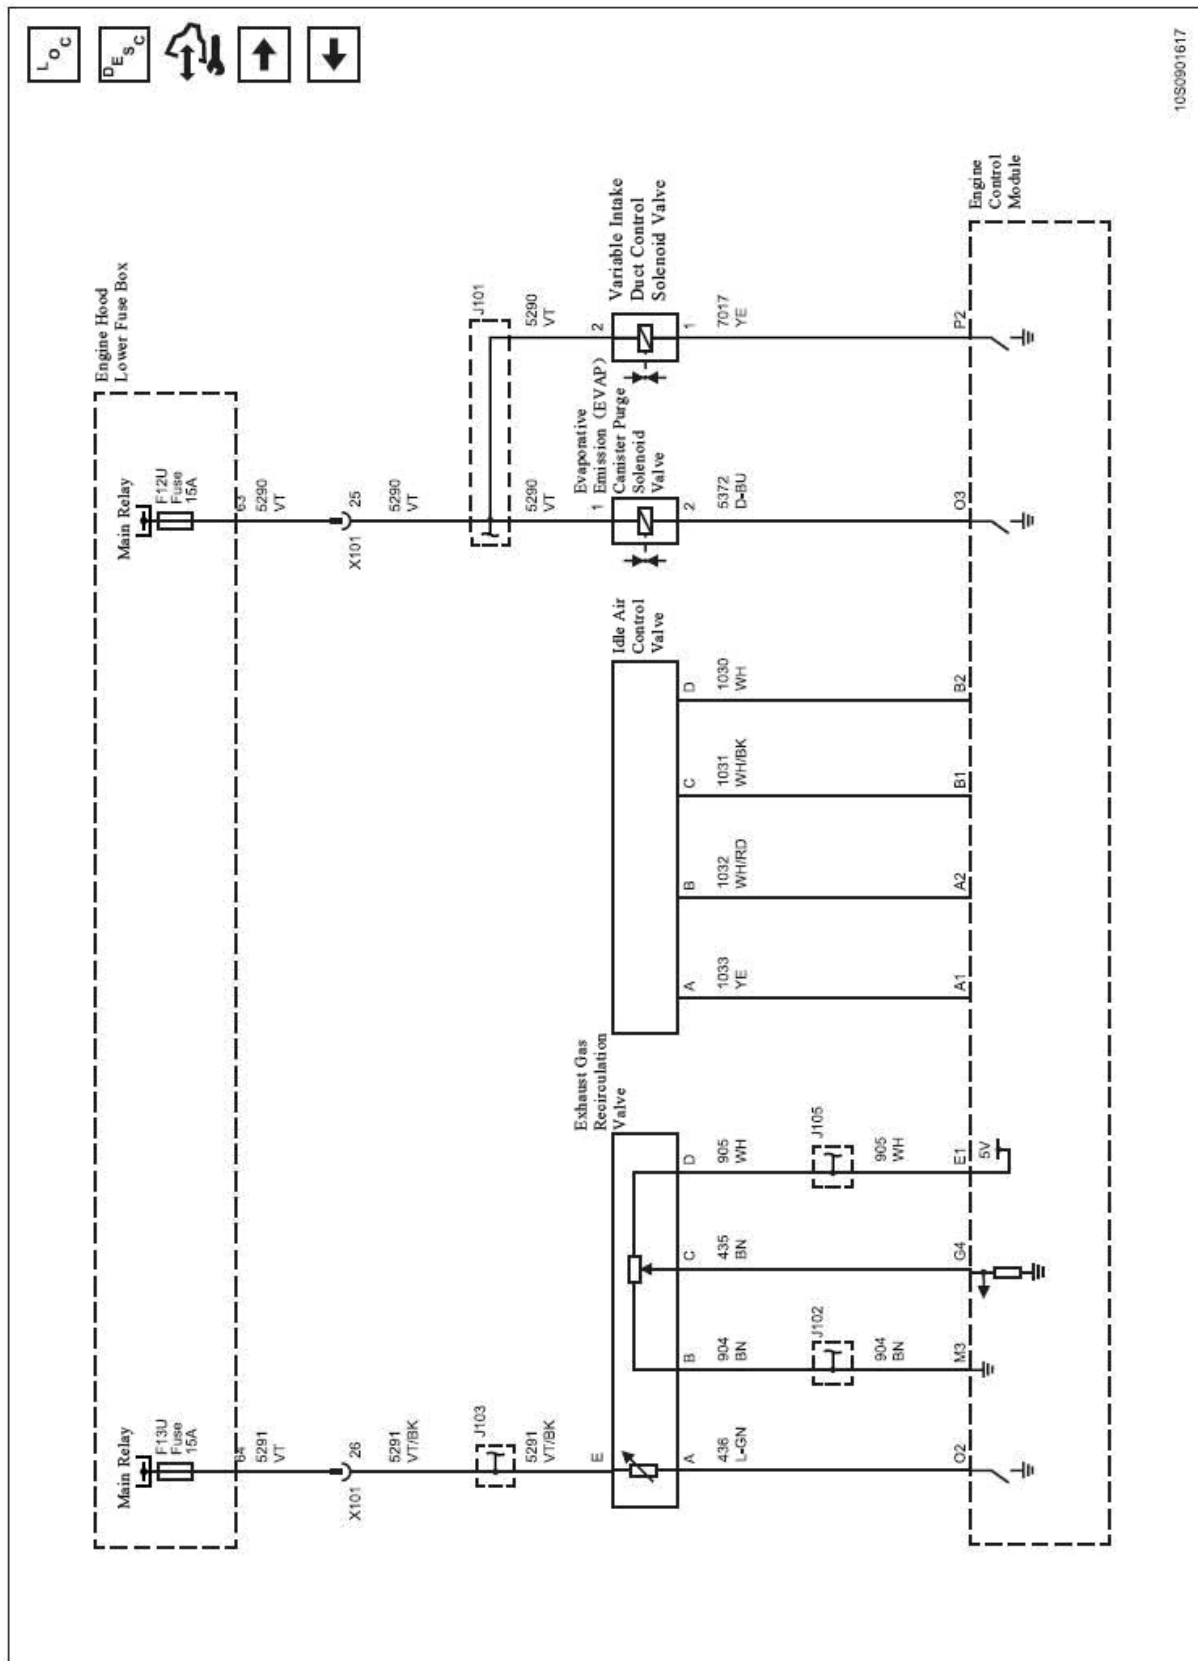 L O C
D E S C
10S0901617
Engine Hood
Lower Fuse Box
Main Relay
F13U
Fuse
15A
64
5291
VT
Main Relay
F12U
Fuse
15A
63
5290
VT
X101
26
X101
25
5291
VT/BK
5290
VT
J103
J101
5291
VT/BK
5290
VT
5290
VT
Exhaust Gas
Recirculation
Valve
Idle Air
Control
Valve
Evaporative
Emission (EVAP)
Canister Purge
Solenoid
Valve
Variable Intake
Duct Control
Solenoid Valve
E
1
2
A
B
C
D
A
B
C
D
2
1
436
L-GN
904
BN
435
BN
905
WH
1033
YE
1032
WH/RD
1031
WH/BK
1030
WH
5372
D-BU
7017
YE
J102
J105
904
BN
905
WH
O2
M3
G4
E1
A1
A2
B1
B2
O3
P2
5V
Engine
Control
Module